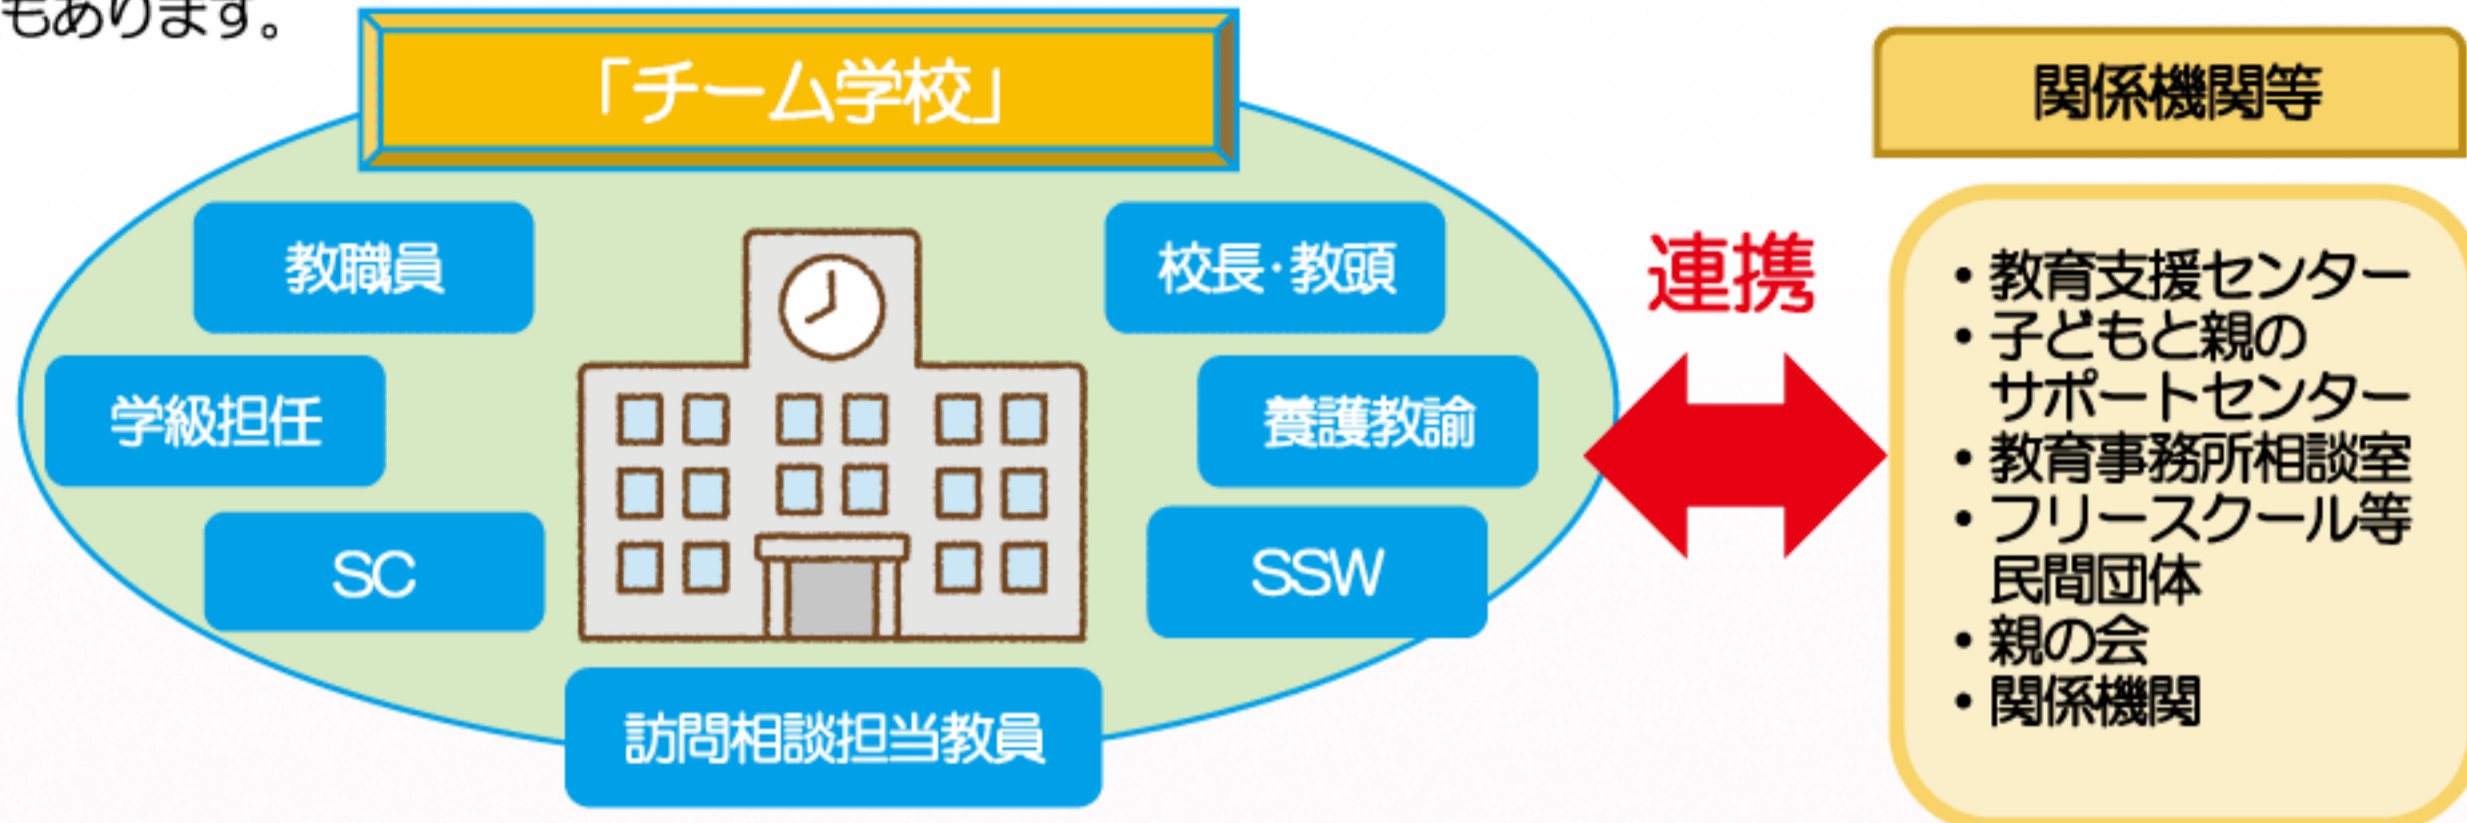 もあります。
「チーム学校」
教職員
校長・教頭
学級担任
養護教諭
SC
SSW
訪問相談担当教員
連携
関係機関等
・教育支援センター
・子どもと親の
サポートセンター
・教育事務所相談室
・フリースクール等
民間団体
・親の会
・関係機関